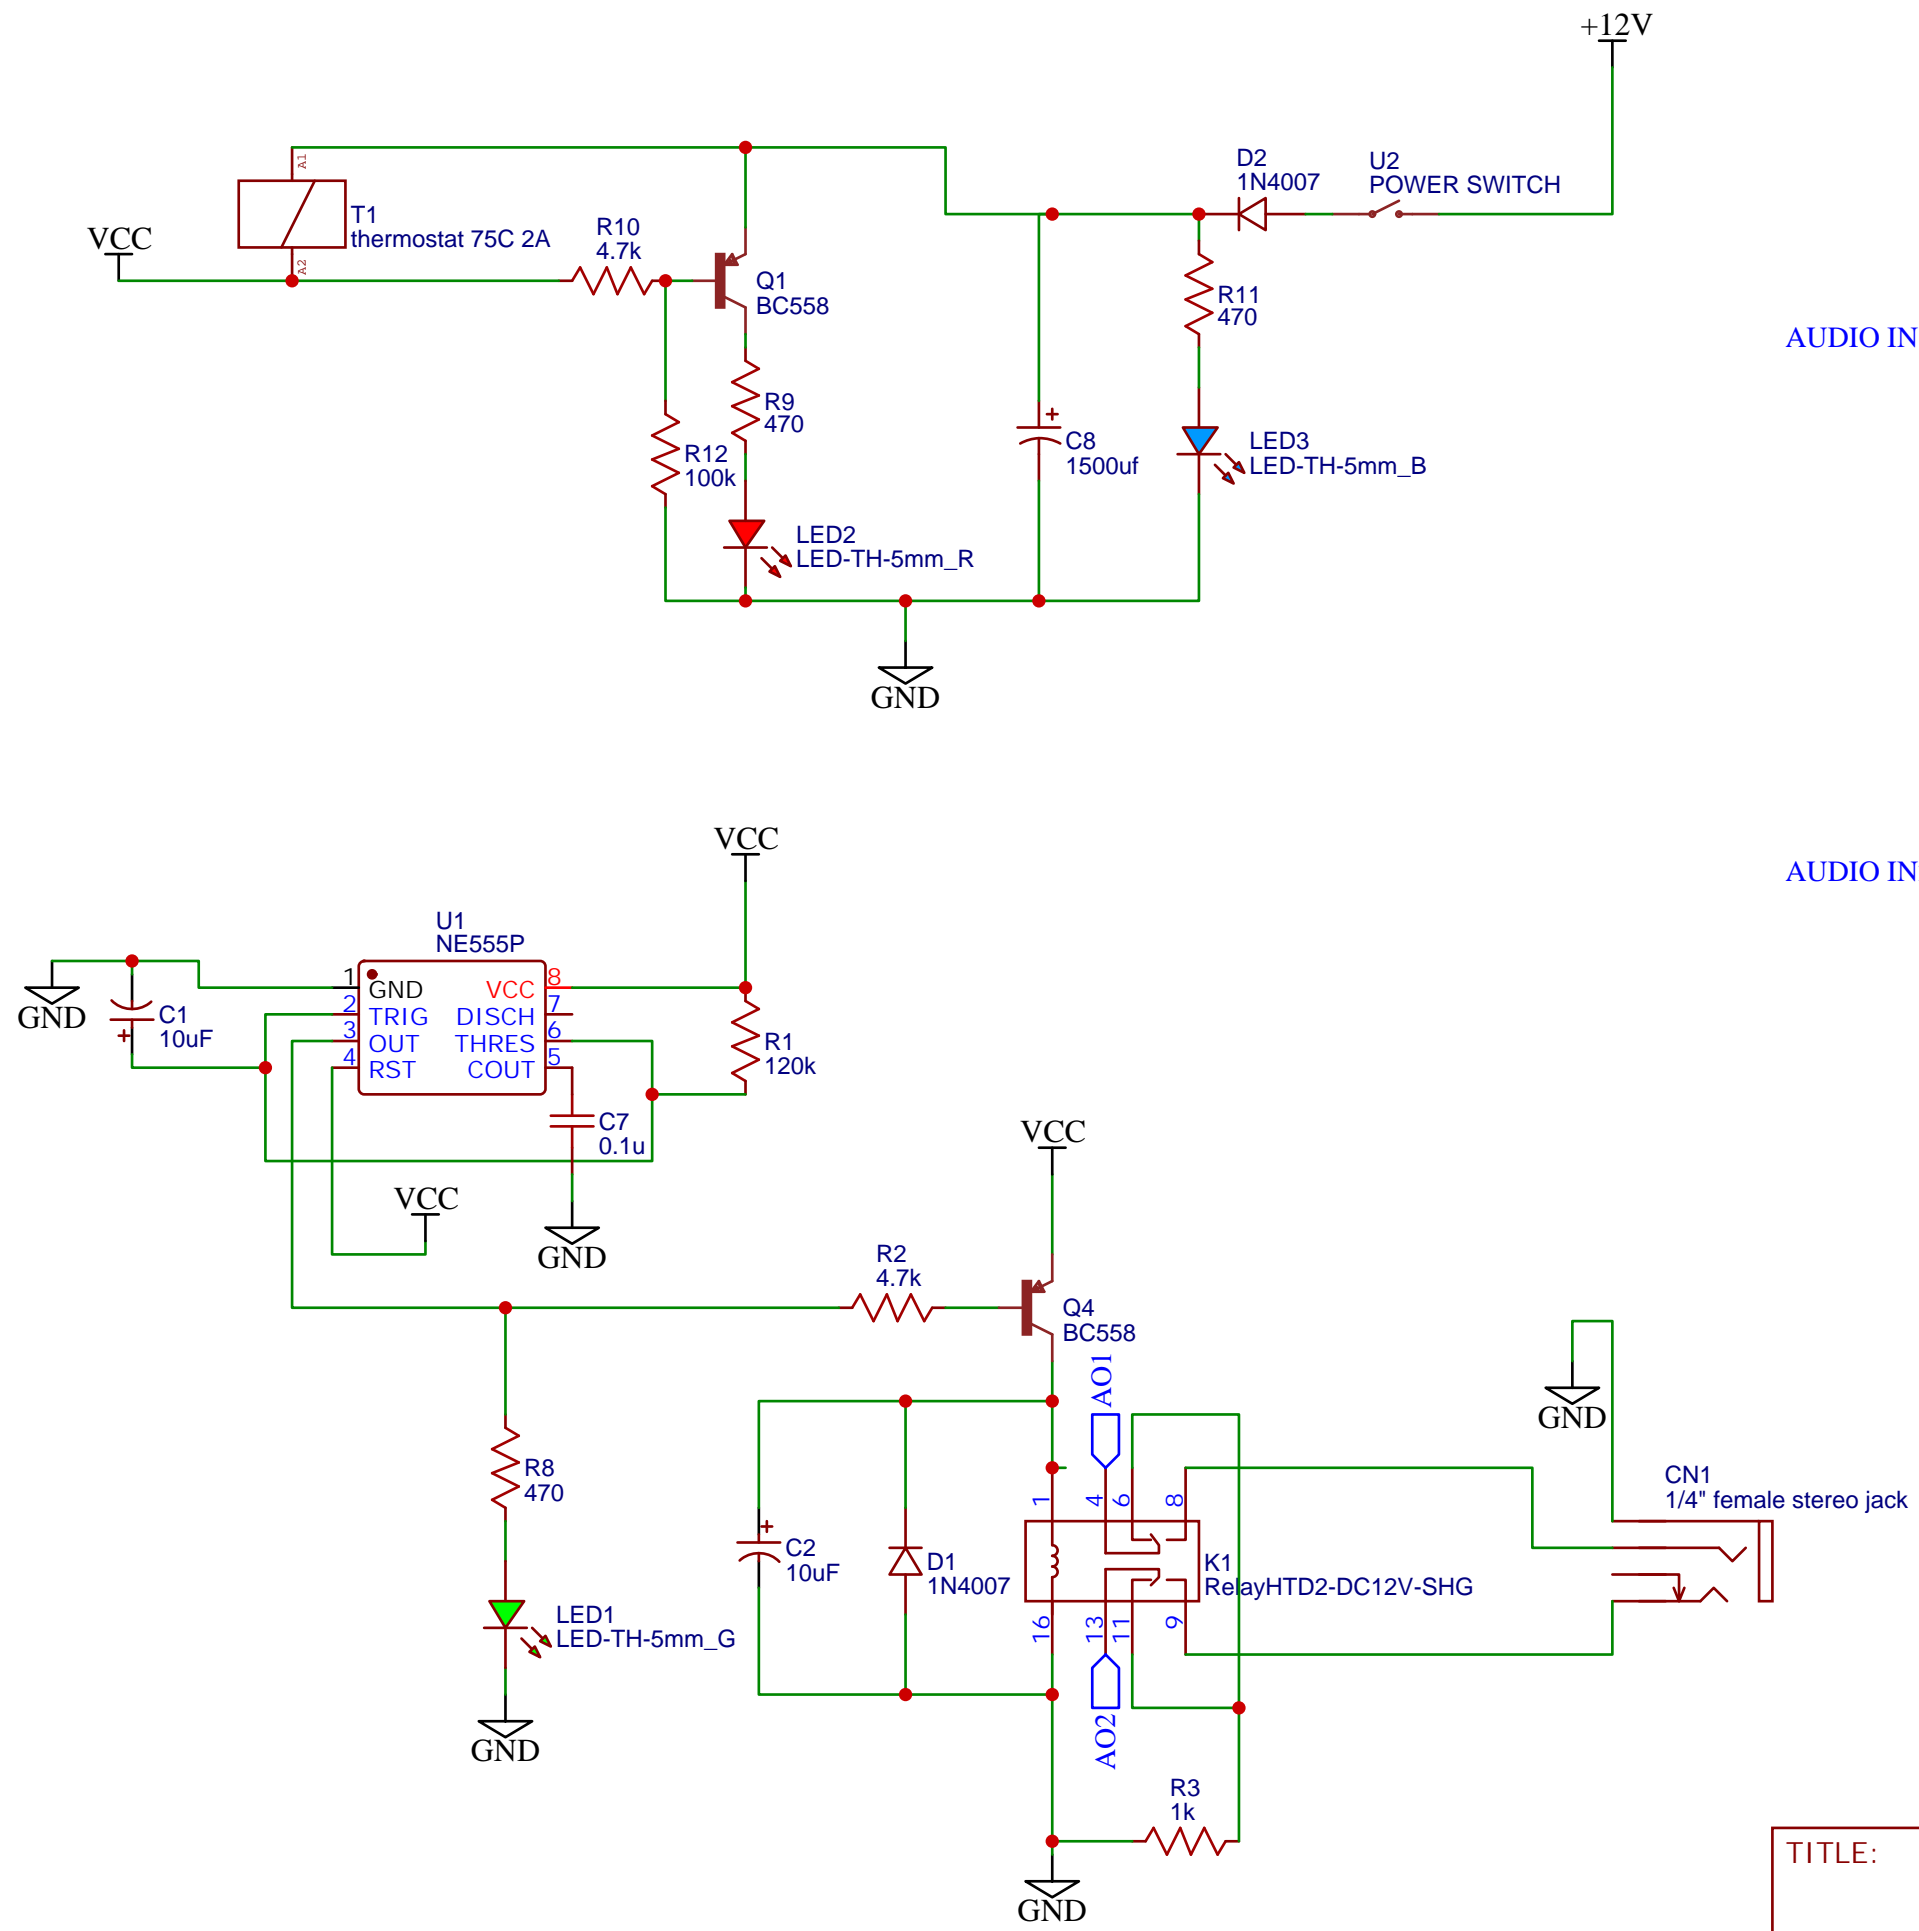 +12V
D2
1N4007
U2
POWER SWITCH
A1
T1
thermostat 75C 2A
A2
VCC
R10
4.7k
Q1
BC558
R11
470
AUDIO IN
R9
470
R12
100k
+
C8
1500uf
LED3
LED-TH-5mm_B
LED2
LED-TH-5mm_R
GND
VCC
AUDIO IN
U1
NE555P
1
GND
2
TRIG
3
OUT
4
RST
VCC
8
DISCH
7
THRES
6
COUT
5
GND
C1
10uF
+
R1
120k
C7
0.1u
VCC
GND
VCC
R2
4.7k
Q4
BC558
AO1
GND
R8
470
CN1
1/4" female stereo jack
1
4
6
8
+
C2
10uF
D1
1N4007
K1
RelayHTD2-DC12V-SHG
16
13
11
9
LED1
LED-TH-5mm_G
GND
AO2
R3
1k
GND
TITLE: